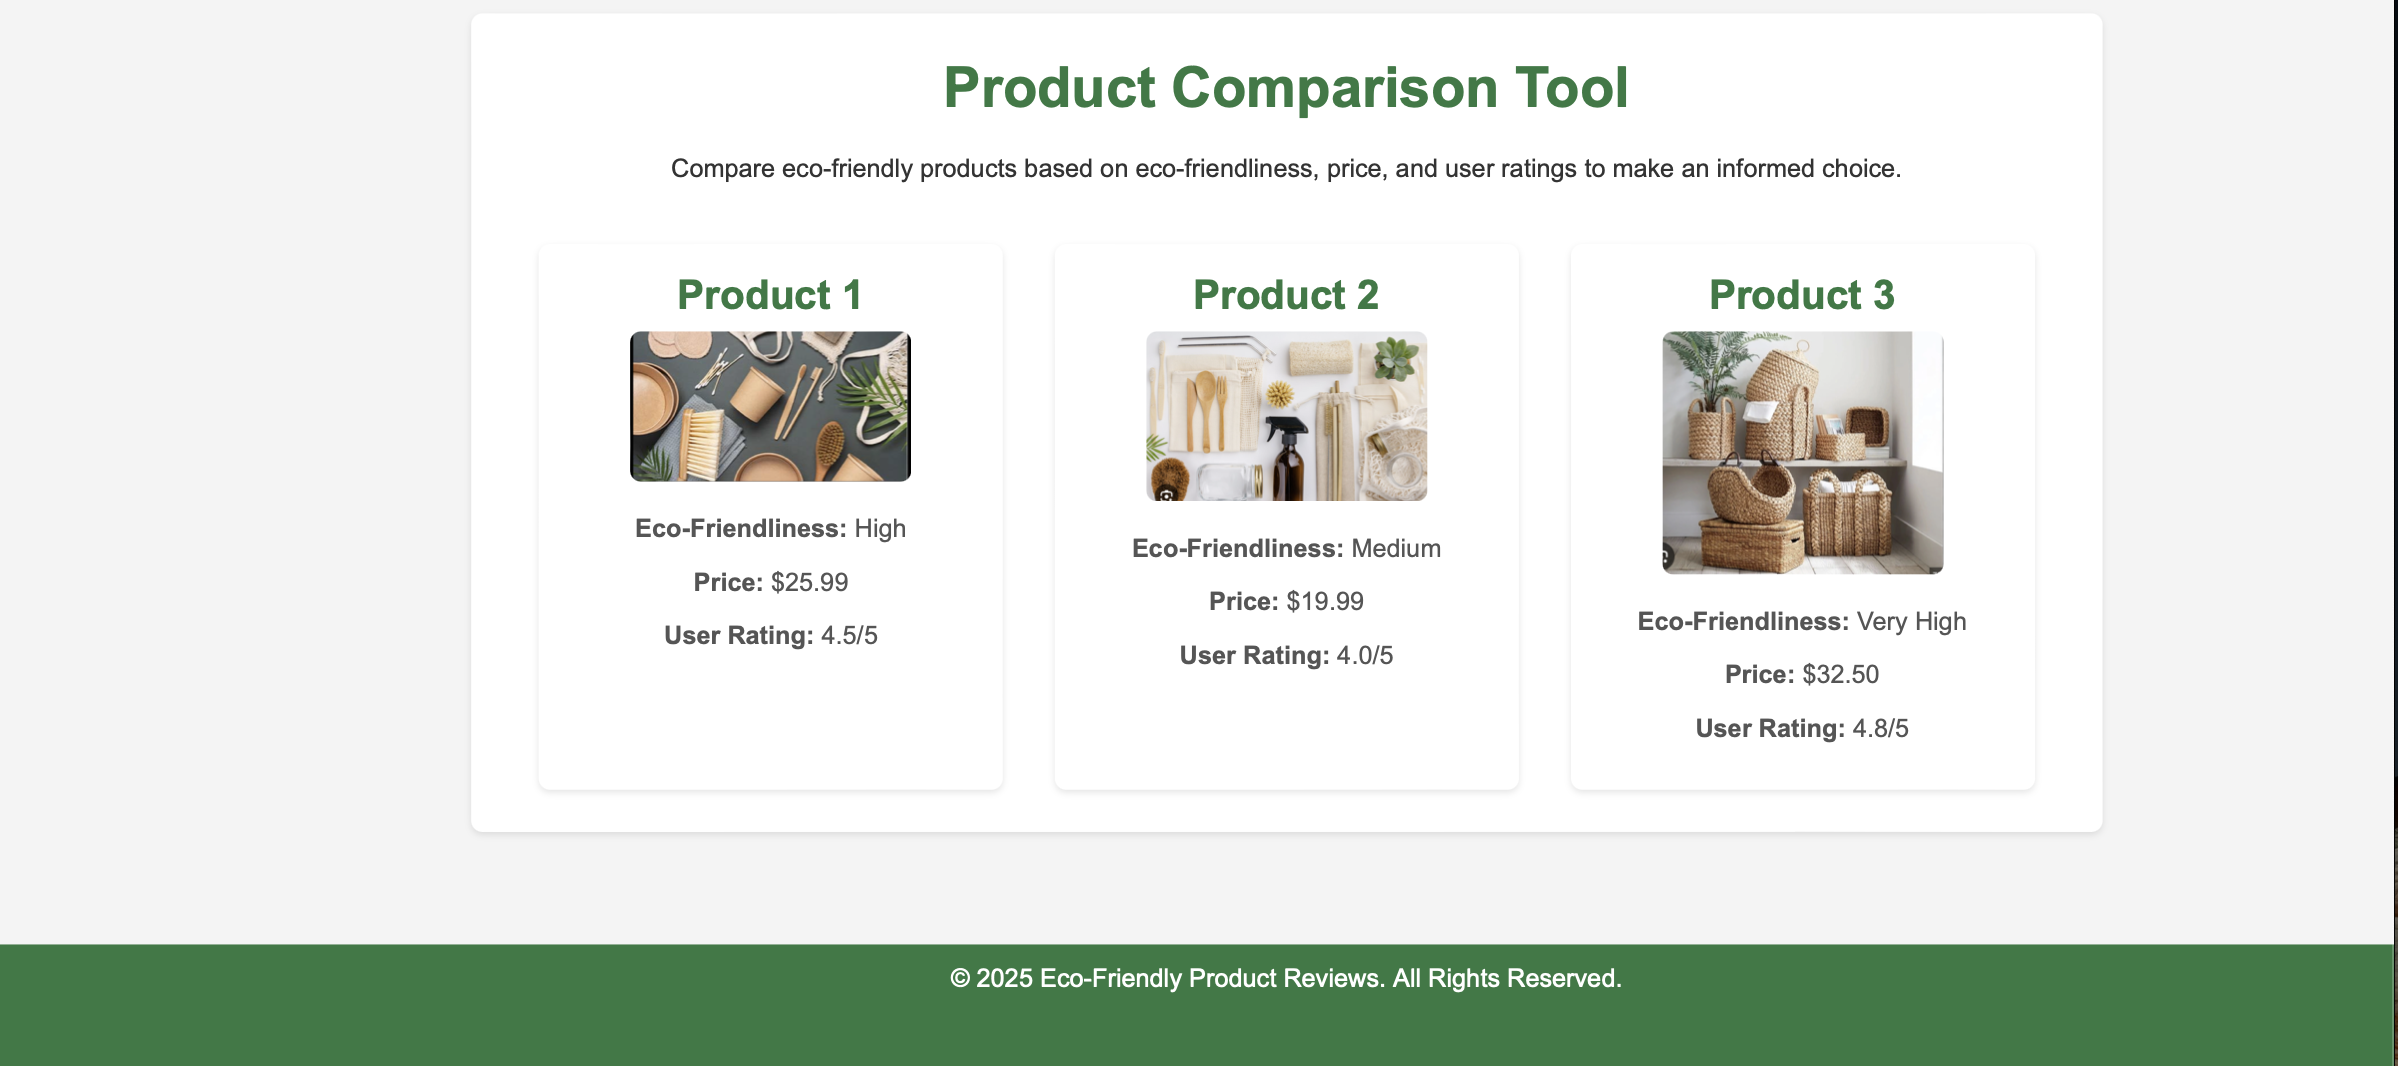 Product Comparison Tool
Compare eco-friendly products based on eco-friendliness, price, and user ratings to make an informed choice.
Product 1
Eco-Friendliness: High
Price: $25.99
User Rating: 4.5/5
Product 2
Eco-Friendliness: Medium
Price: $19.99
User Rating: 4.0/5
Product 3
Eco-Friendliness: Very High
Price: $32.50
User Rating: 4.8/5
© 2025 Eco-Friendly Product Reviews. All Rights Reserved.